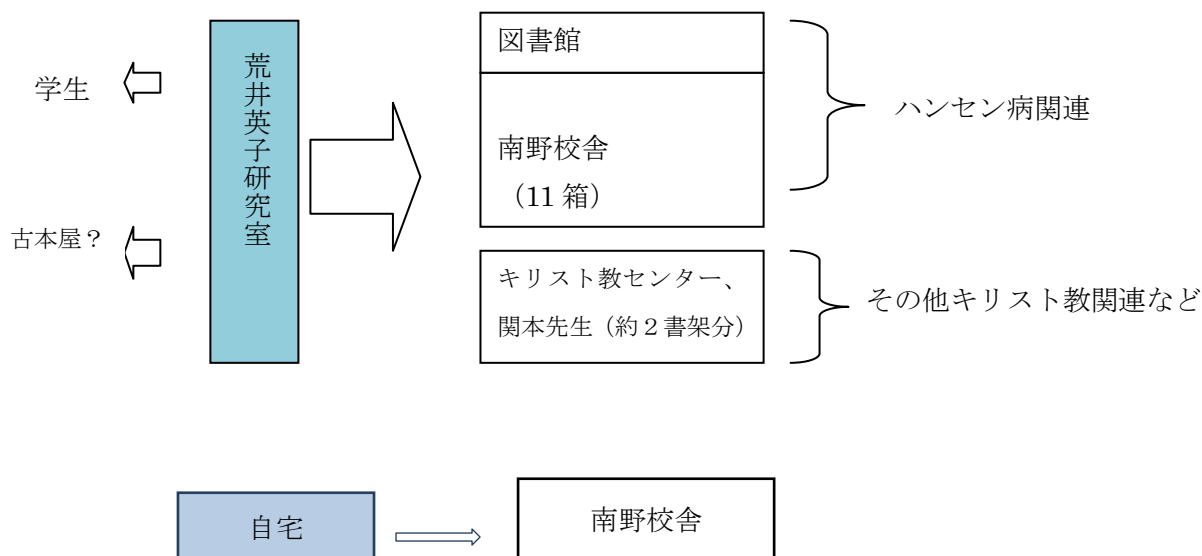 学生
古本屋？
荒井英子研究室
図書館
南野校舎
（11 箱）
ハンセン病関連
キリスト教センター、
関本先生（約２書架分）
その他キリスト教関連など
自宅
南野校舎